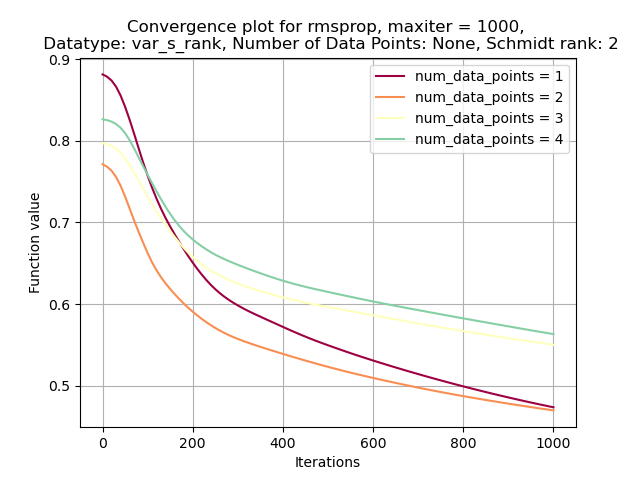 Convergence plot for rmsprop, maxiter = 1000,
Datatype: var_s_rank, Number of Data Points: None, Schmidt rank: 2
num_data_points = 1
num_data_points = 2
num_data_points = 3
num_data_points = 4
Function value
0.9
0.8
0.7
0.6
0.5
0 200 400 600 800 1000
Iterations